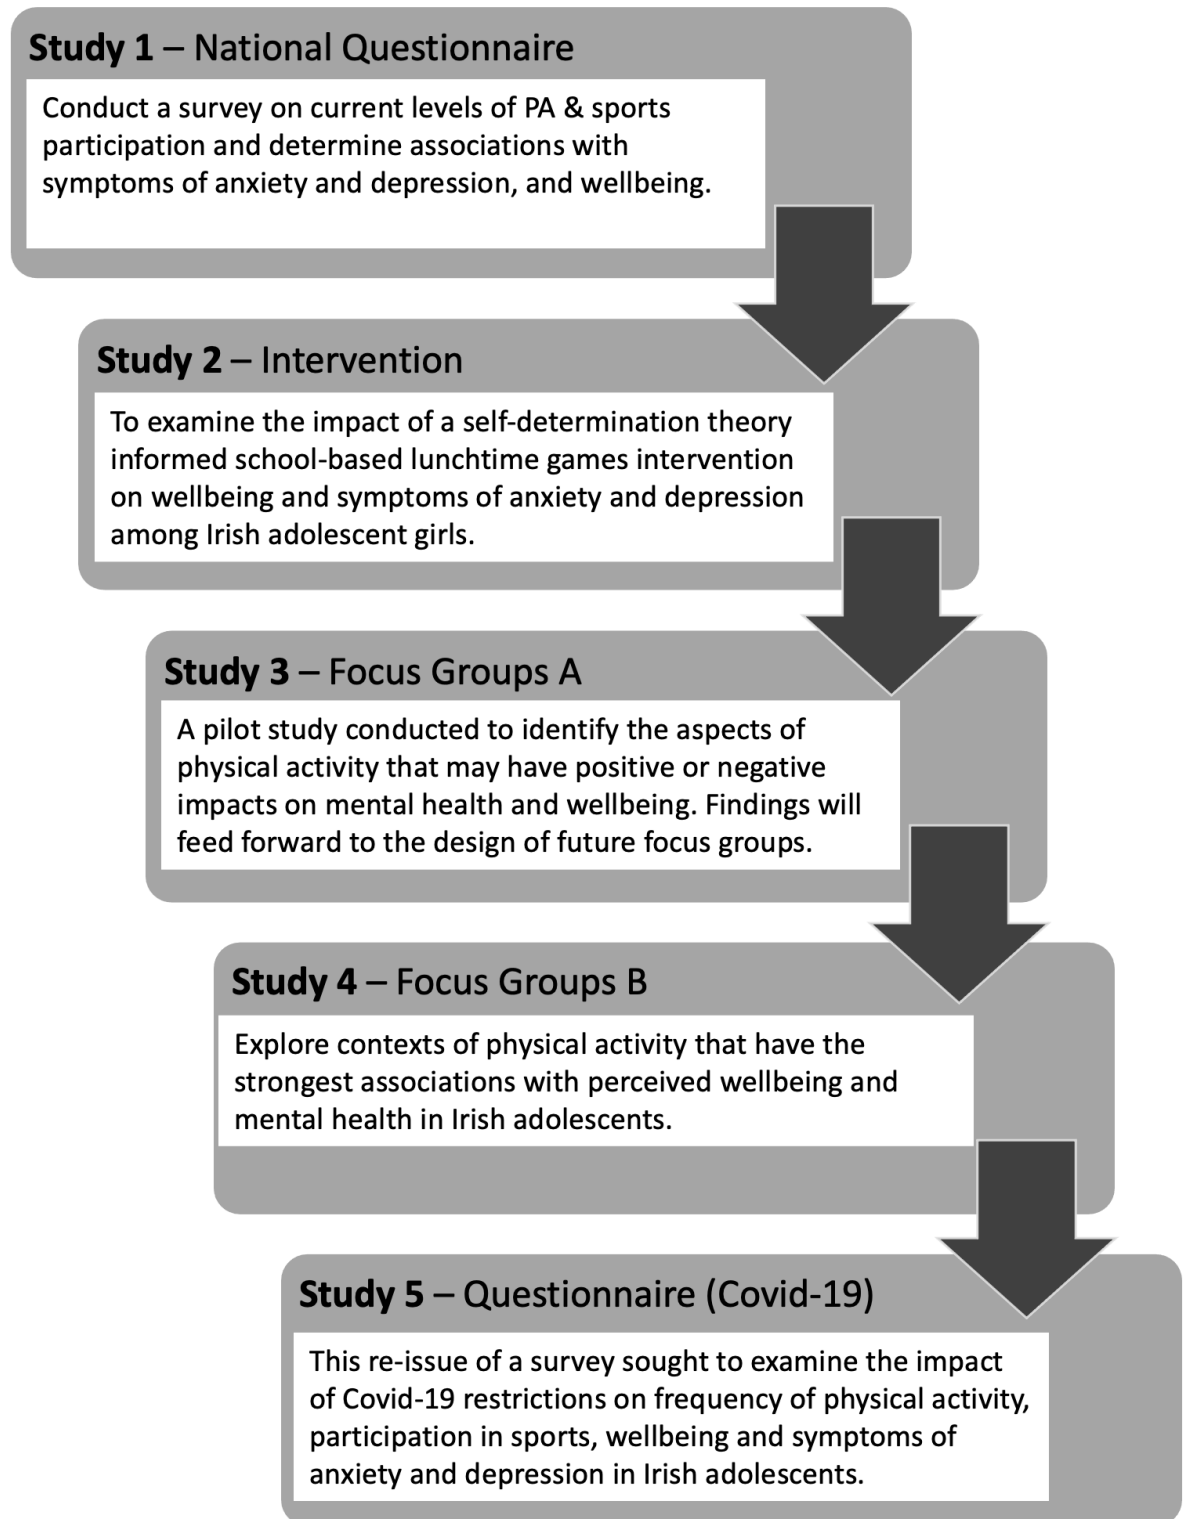 Study 1 – National Questionnaire
Conduct a survey on current levels of PA & sports
participation and determine associations with
symptoms of anxiety and depression, and wellbeing.
Study 2 – Intervention
To examine the impact of a self-determination theory
informed school-based lunchtime games intervention
on wellbeing and symptoms of anxiety and depression
among Irish adolescent girls.
Study 3 – Focus Groups A
A pilot study conducted to identify the aspects of
physical activity that may have positive or negative
impacts on mental health and wellbeing. Findings will
feed forward to the design of future focus groups.
Study 4 – Focus Groups B
Explore contexts of physical activity that have the
strongest associations with perceived wellbeing and
mental health in Irish adolescents.
Study 5 – Questionnaire (Covid-19)
This re-issue of a survey sought to examine the impact
of Covid-19 restrictions on frequency of physical activity,
participation in sports, wellbeing and symptoms of
anxiety and depression in Irish adolescents.